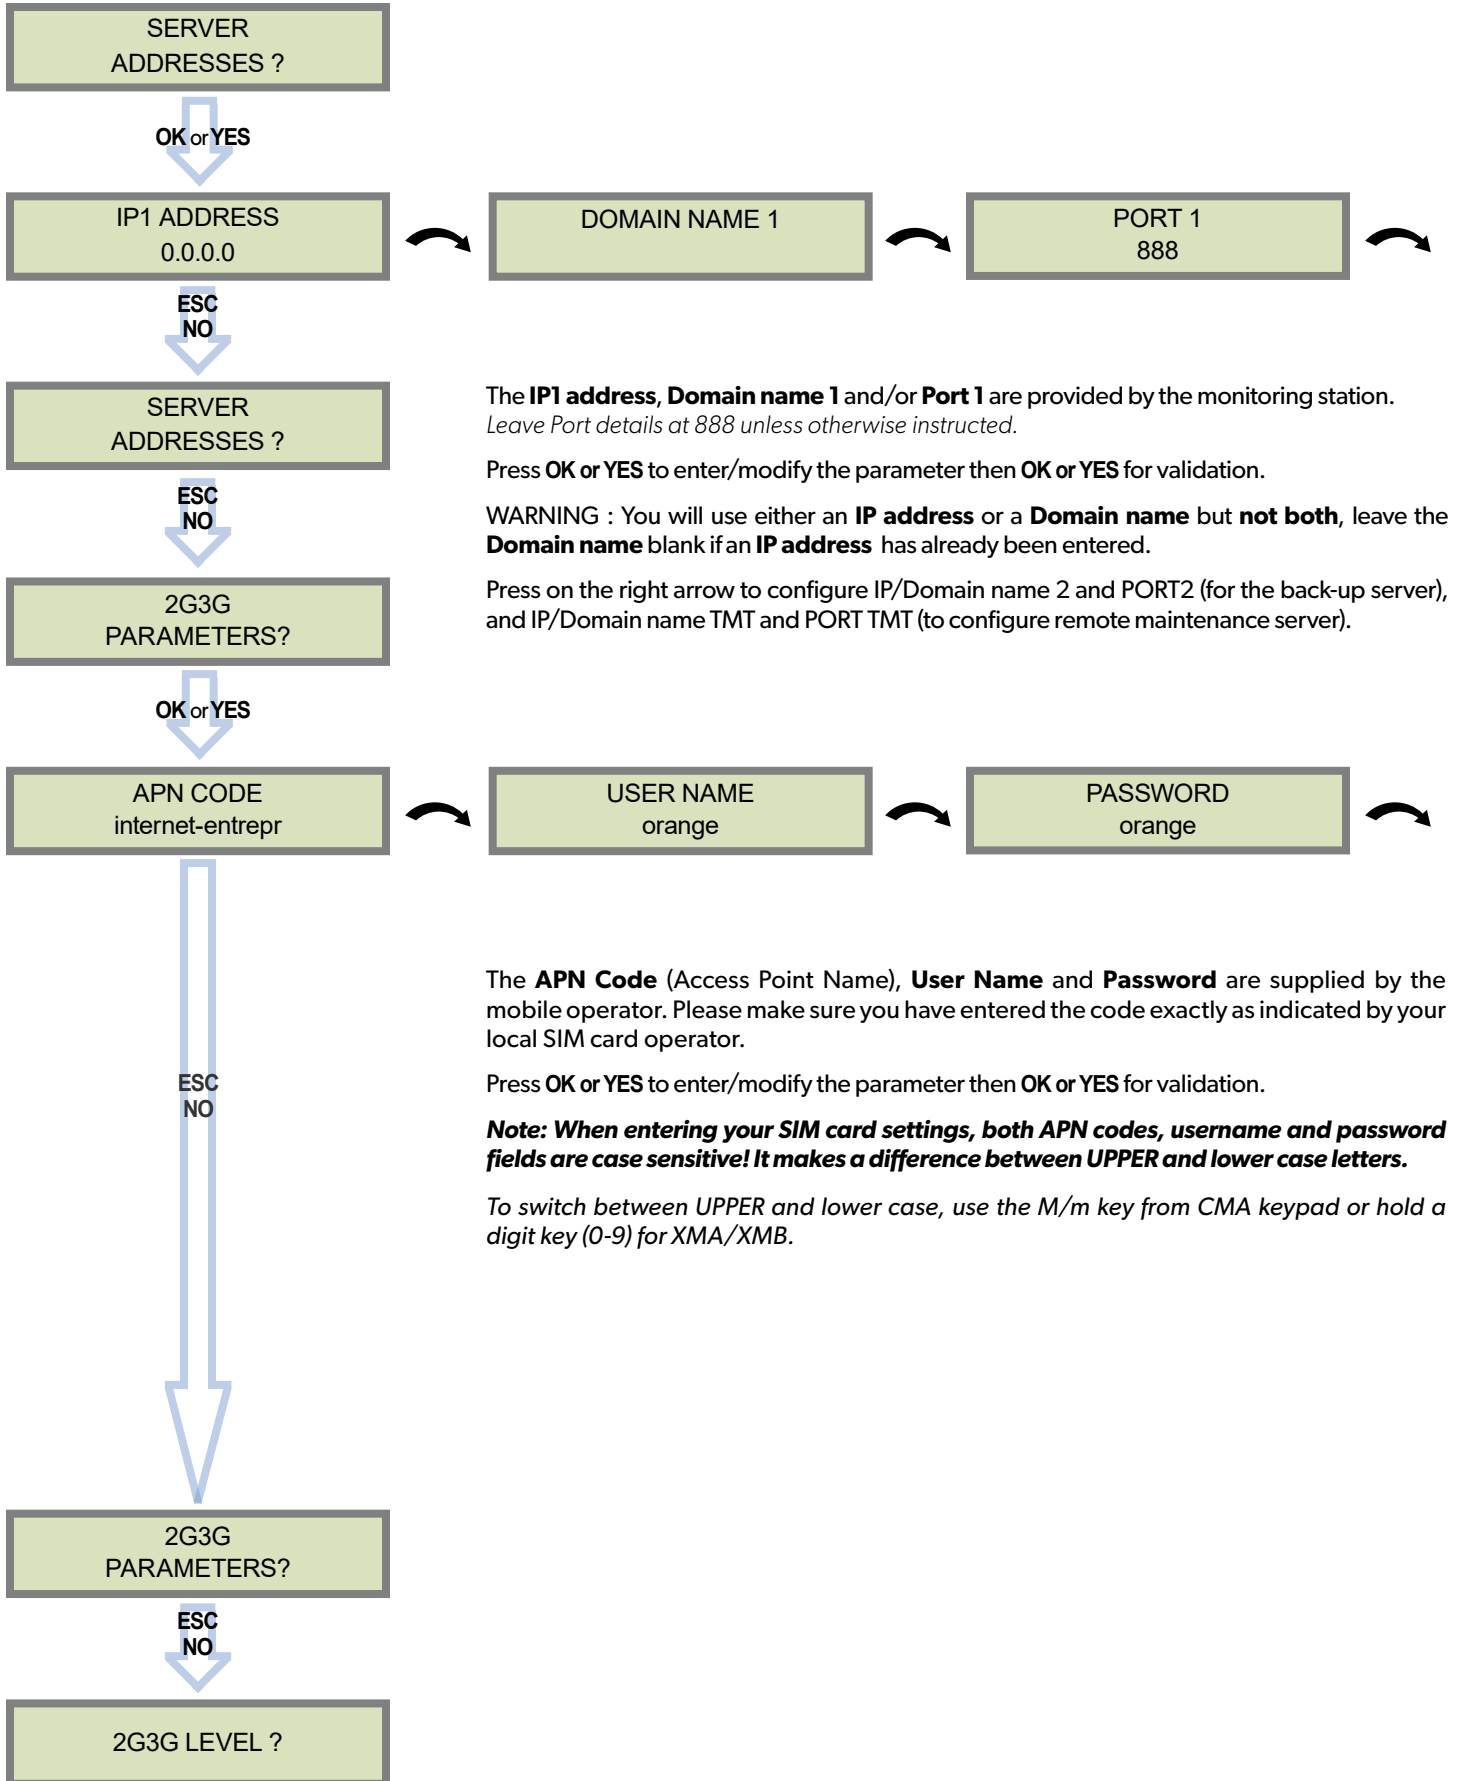 SERVER
ADDRESSES ?
OK or YES
IP1 ADDRESS
0.0.0.0
DOMAIN NAME 1
PORT 1
888
ESC
NO
SERVER
ADDRESSES ?
The IP1 address, Domain name 1 and/or Port 1 are provided by the monitoring station.
Leave Port details at 888 unless otherwise instructed.
Press OK or YES to enter/modify the parameter then OK or YES for validation.
WARNING : You will use either an IP address or a Domain name but not both, leave the
Domain name blank if an IP address has already been entered.
Press on the right arrow to configure IP/Domain name 2 and PORT2 (for the back-up server),
and IP/Domain name TMT and PORT TMT (to configure remote maintenance server).
ESC
NO
2G3G
PARAMETERS?
OK or YES
APN CODE
internet-entrepr
USER NAME
orange
PASSWORD
orange
The APN Code (Access Point Name), User Name and Password are supplied by the
mobile operator. Please make sure you have entered the code exactly as indicated by your
local SIM card operator.
Press OK or YES to enter/modify the parameter then OK or YES for validation.
Note: When entering your SIM card settings, both APN codes, username and password
fields are case sensitive! It makes a difference between UPPER and lower case letters.
To switch between UPPER and lower case, use the M/m key from CMA keypad or hold a
digit key (0-9) for XMA/XMB.
ESC
NO
2G3G
PARAMETERS?
ESC
NO
2G3G LEVEL ?